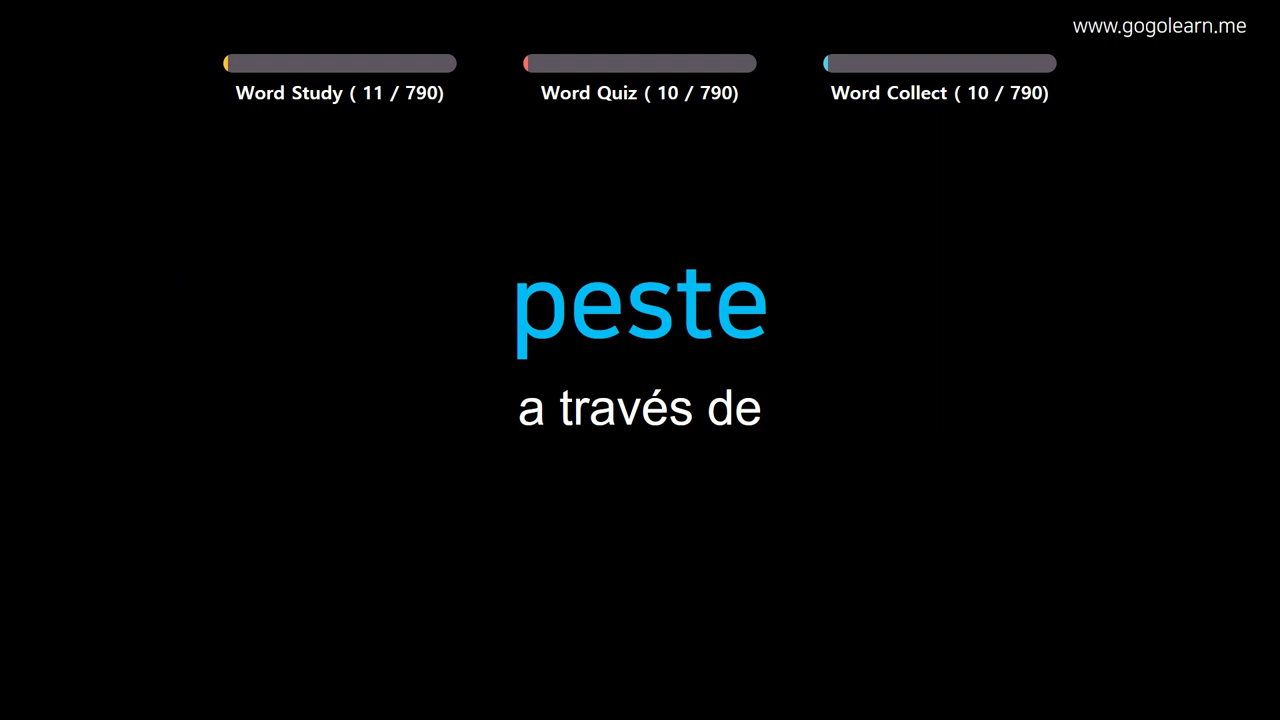 www.gogolearn.me
Word Study ( 11 / 790)
Word Quiz ( 10 / 790)
Word Collect ( 10 / 790)
peste
a través de